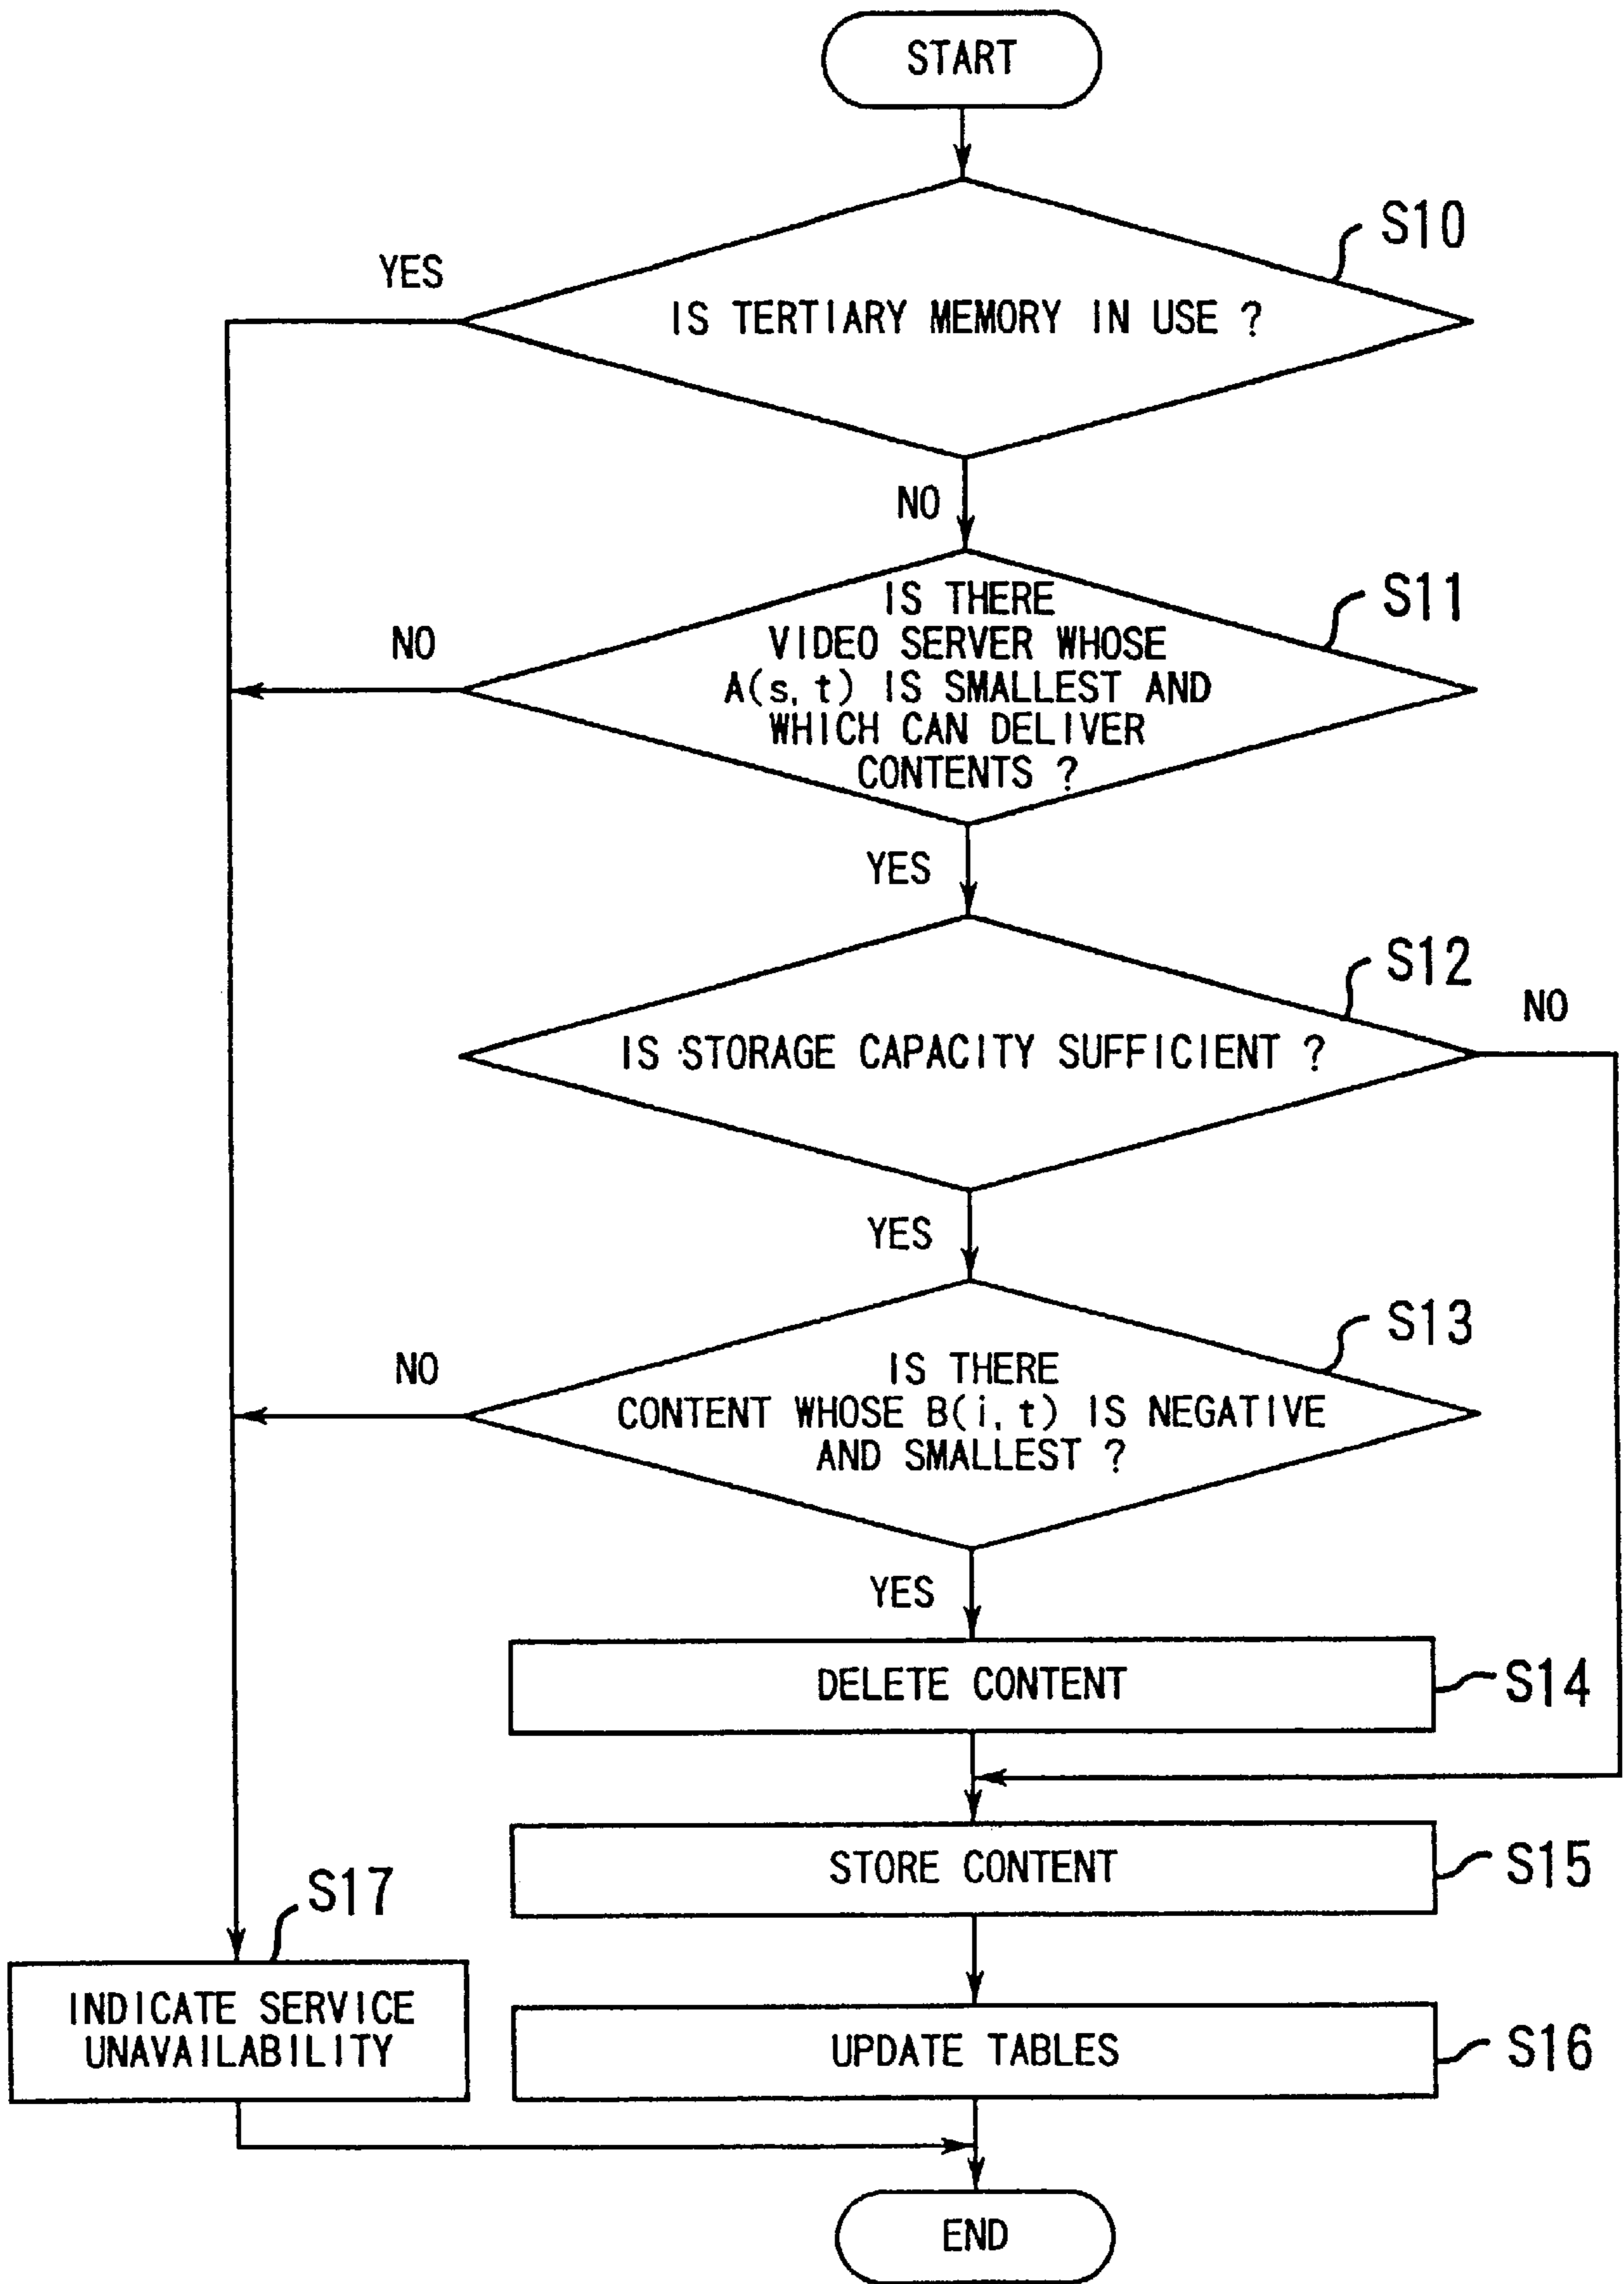 START
S10
YES
IS TERTIARY MEMORY IN USE ?
NO
S11
NO
IS THERE
VIDEO SERVER WHOSE
A(s, t) IS SMALLEST AND
WHICH CAN DELIVER
CONTENTS ?
YES
S12
NO
IS STORAGE CAPACITY SUFFICIENT ?
YES
S13
NO
IS THERE
CONTENT WHOSE B(i, t) IS NEGATIVE
AND SMALLEST ?
YES
DELETE CONTENT
S14
STORE CONTENT
S15
S17
INDICATE SERVICE
UNAVAILABILITY
UPDATE TABLES
S16
END